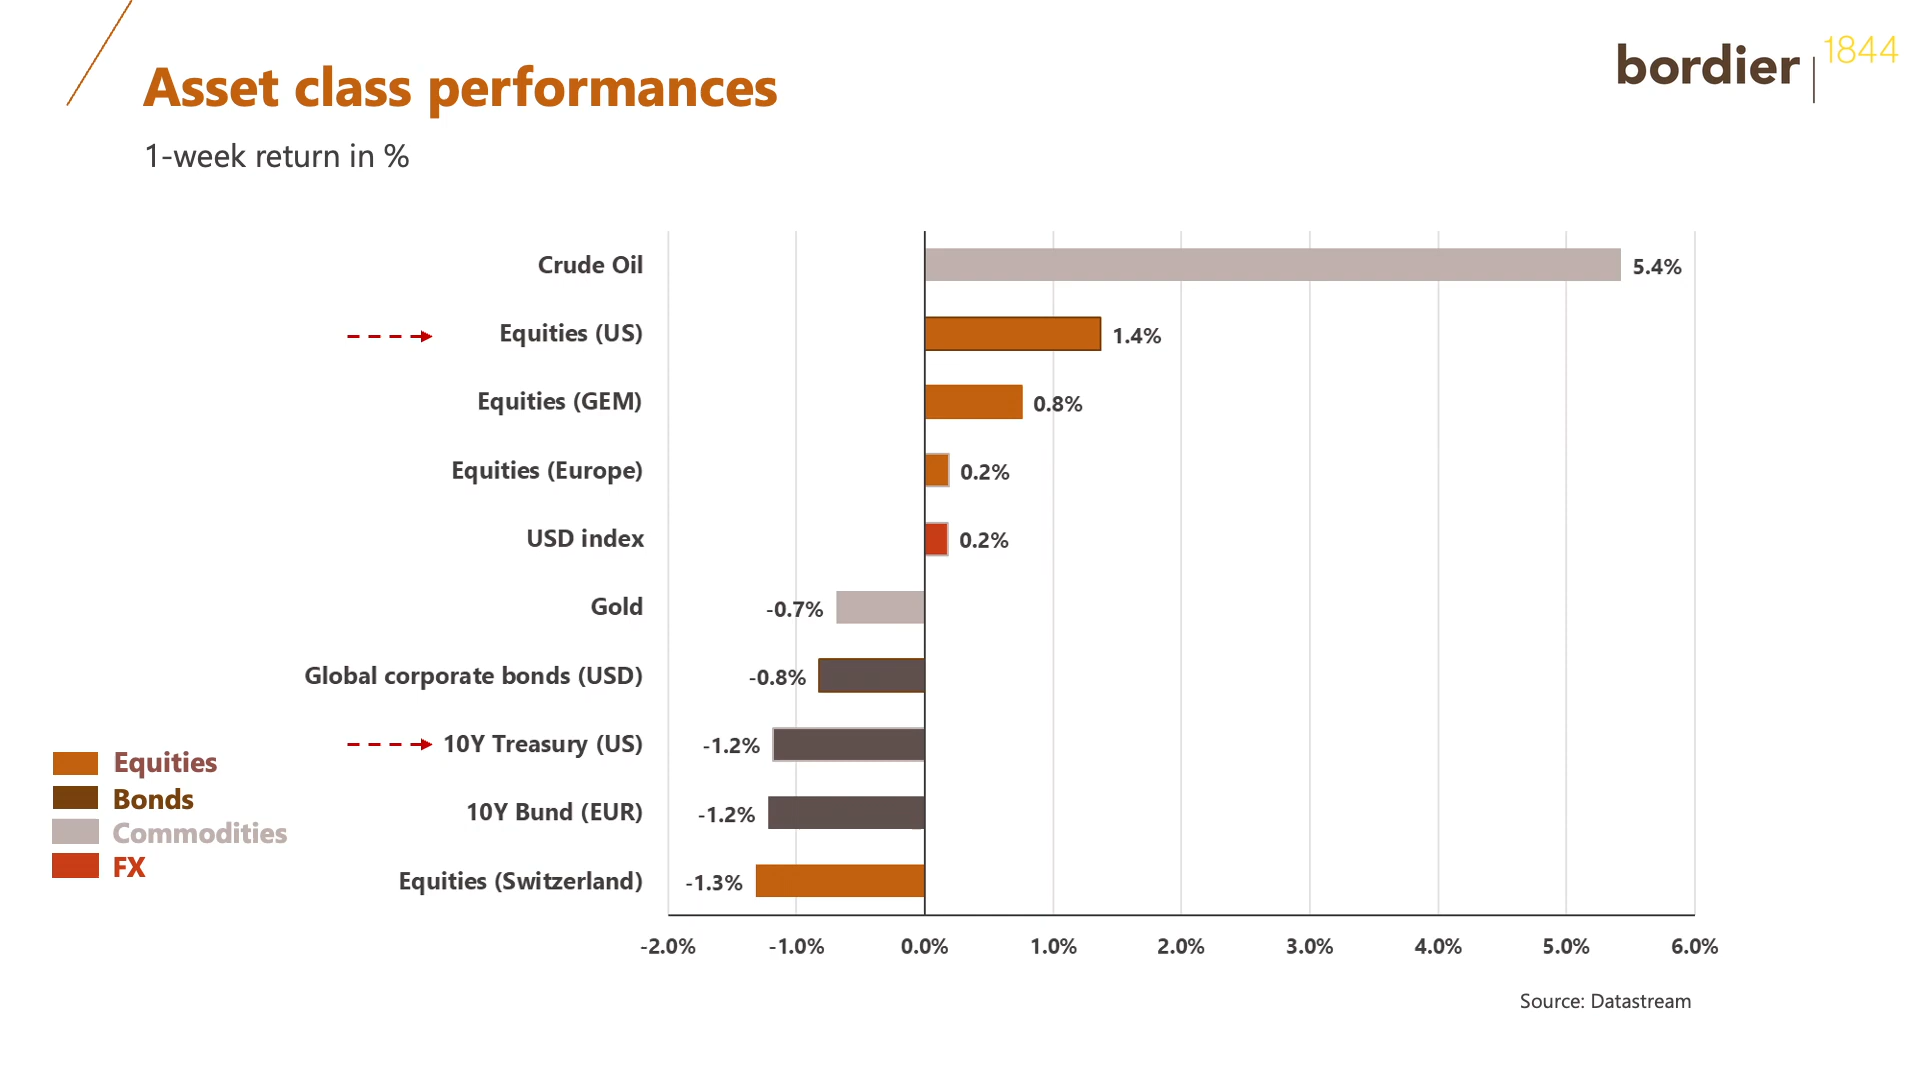 Asset class performances
bordier
1844
1-week return in %
Crude Oil
5.4%
Equities (US)
1.4%
Equities (GEM)
0.8%
Equities (Europe)
0.2%
USD index
0.2%
Gold
-0.7%
Global corporate bonds (USD)
-0.8%
10Y Treasury (US)
-1.2%
10Y Bund (EUR)
-1.2%
Equities (Switzerland)
-1.3%
Equities
Bonds
Commodities
FX
-2.0% -1.0% 0.0% 1.0% 2.0% 3.0% 4.0% 5.0% 6.0%
Source: Datastream